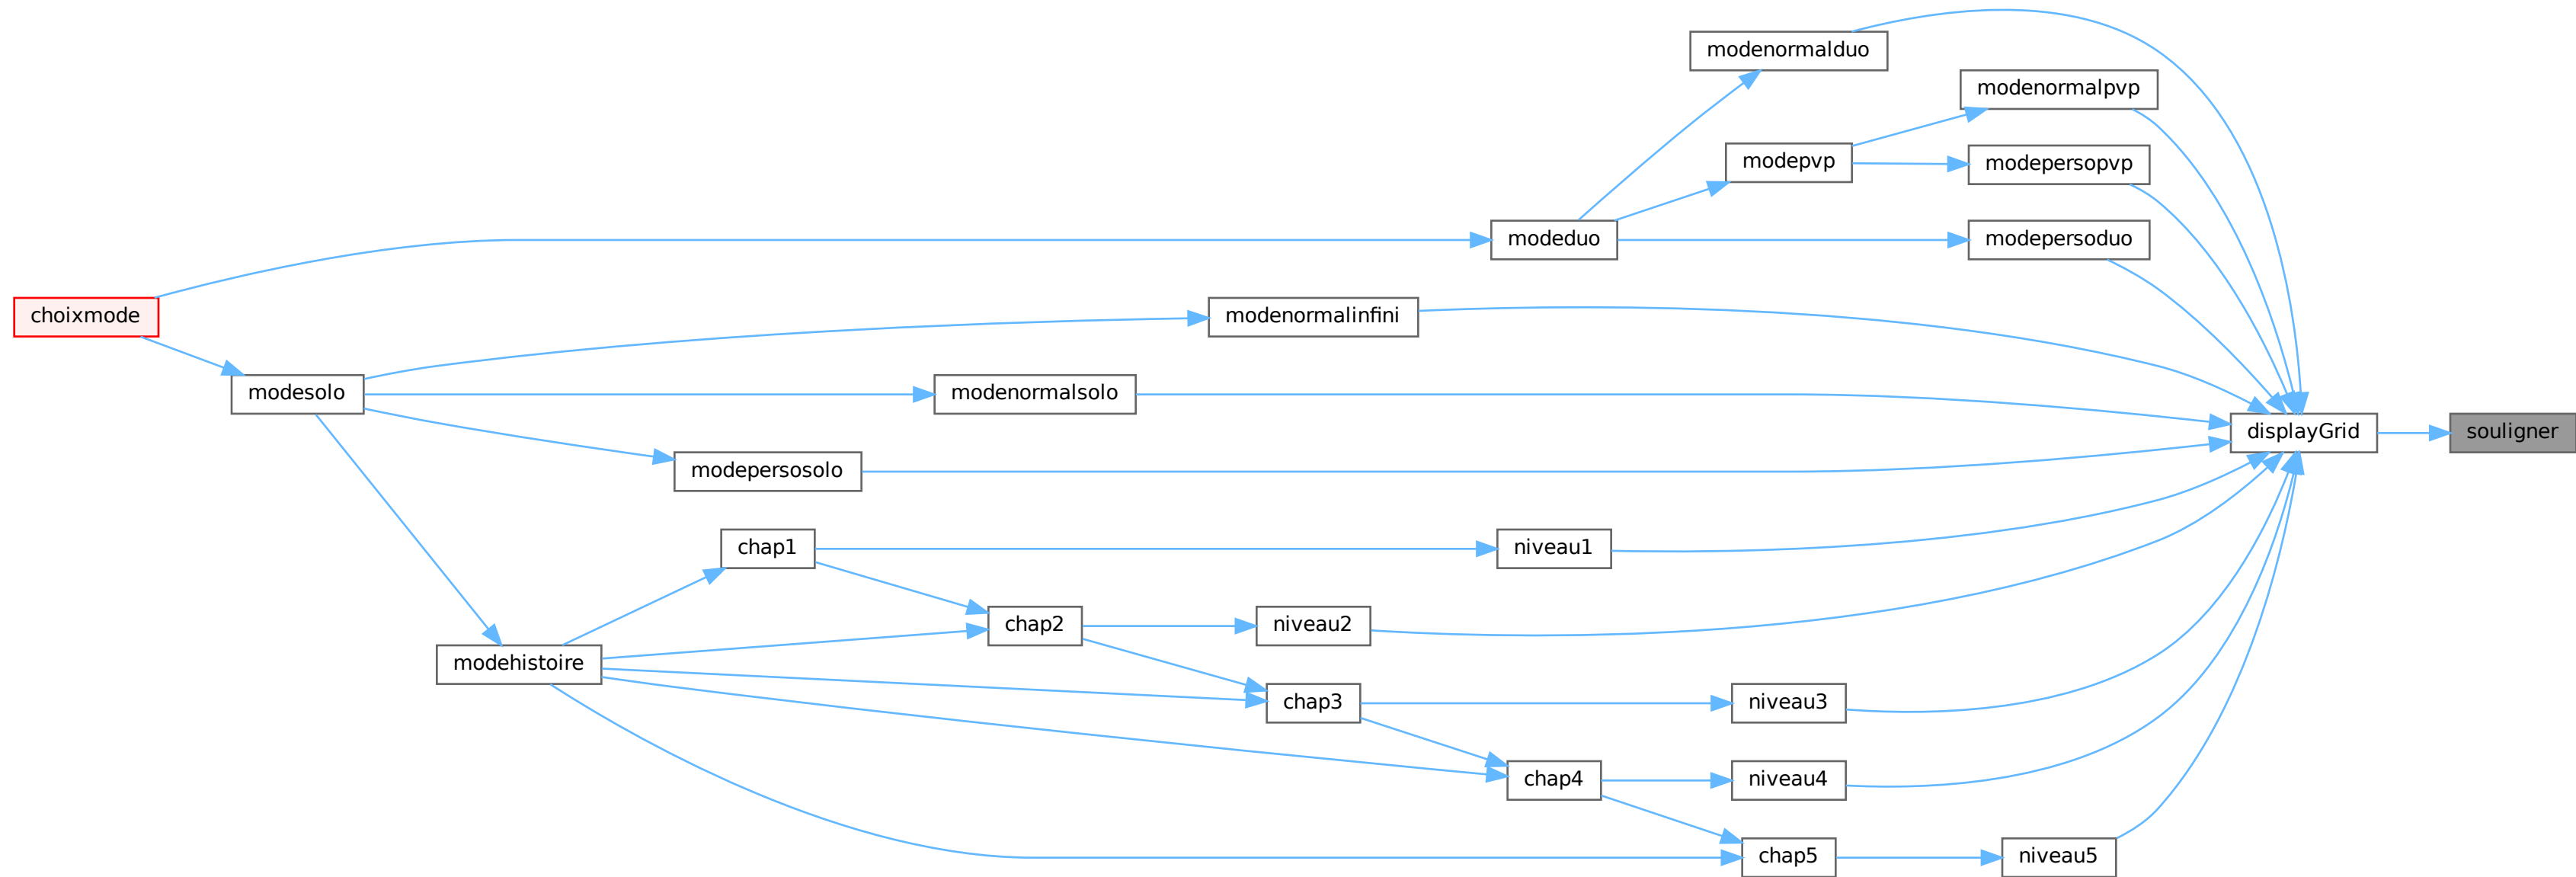 modenormalduo
modenormalpvp
modepvp
modepersopvp
modeduo
modepersoduo
choixmode
modenormalinfini
modesolo
modenormalsolo
displayGrid
souligner
modepersosolo
chap1
niveau1
chap2
niveau2
modehistoire
chap3
niveau3
chap4
niveau4
chap5
niveau5